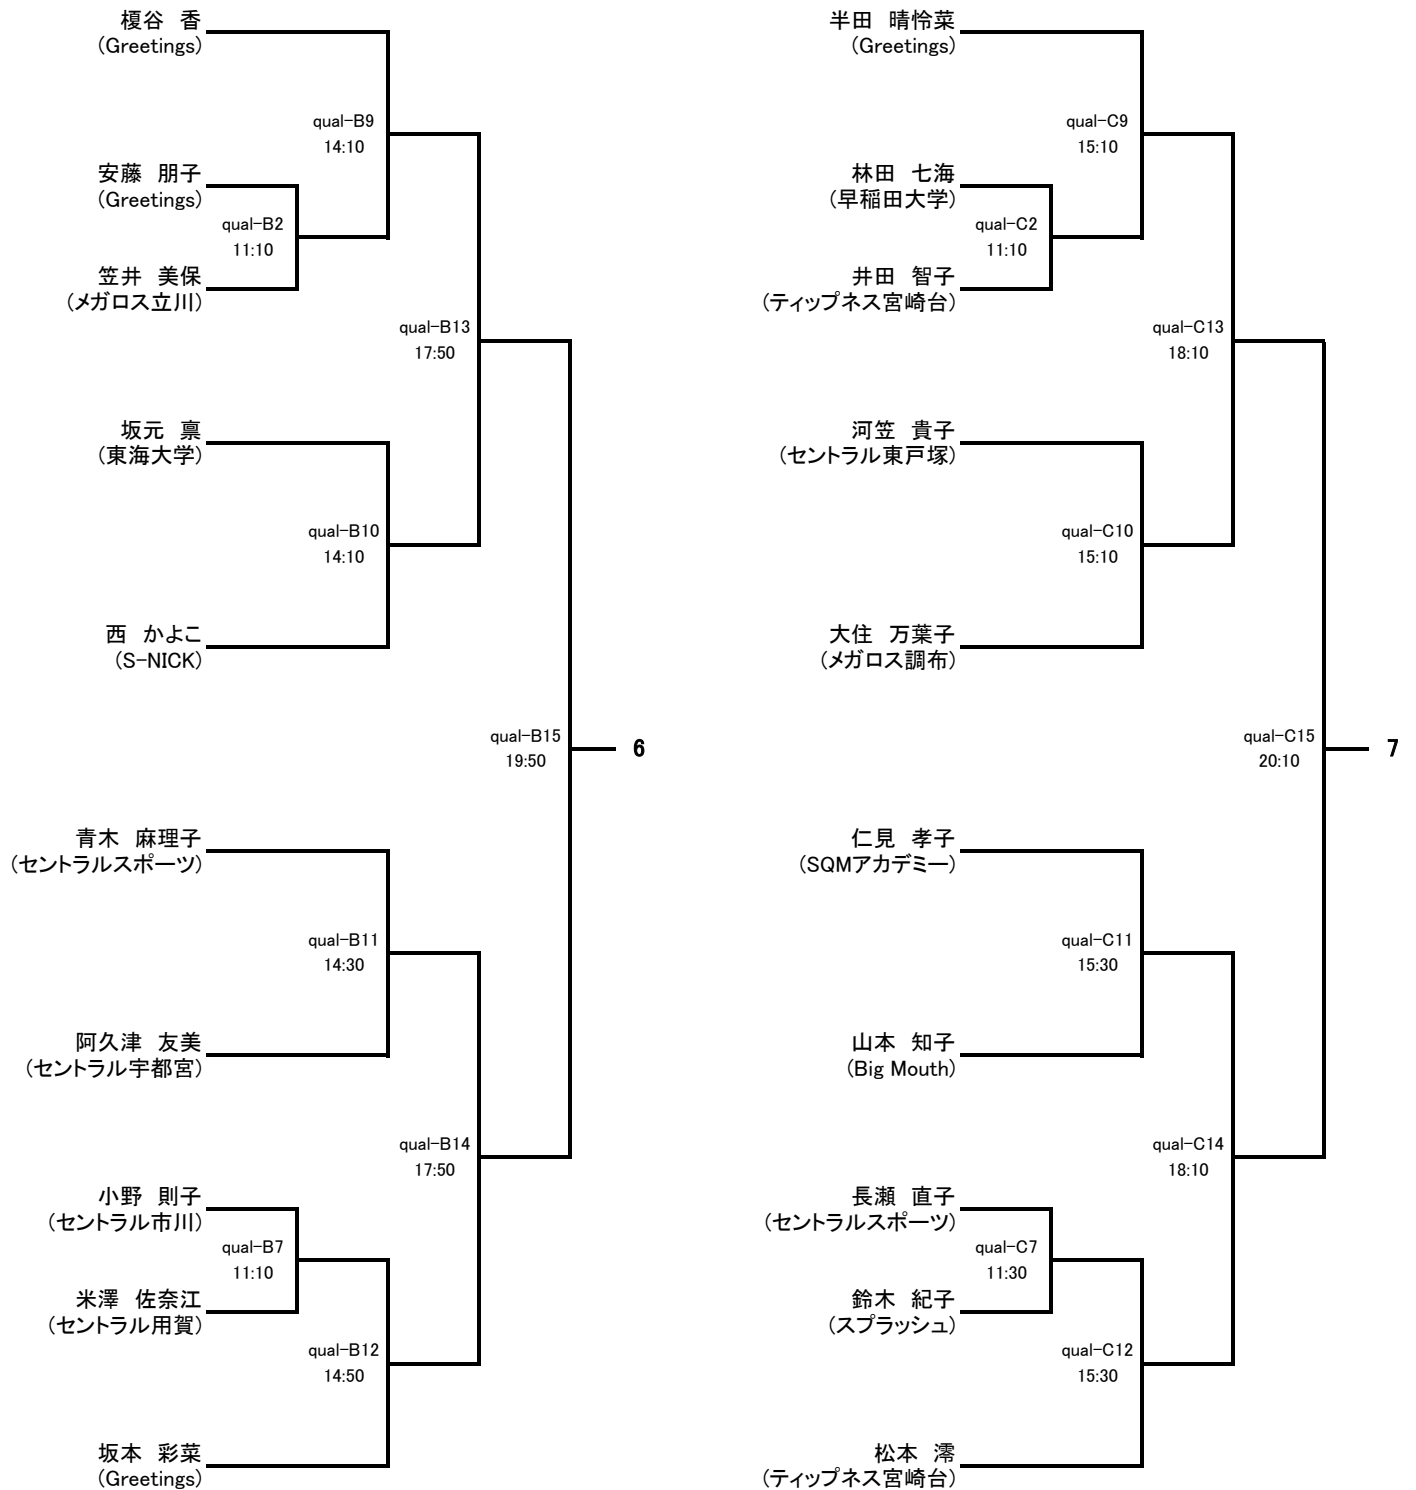 榎谷　香
(Greetings)
qual-B9
14:10
安藤　朋子
(Greetings)
qual-B2
11:10
笠井　美保
(メガロス立川)
qual-B13
17:50
坂元　禀
(東海大学)
qual-B10
14:10
西　かよこ
(S-NICK)
qual-B15
19:50
6
青木　麻理子
(セントラルスポーツ)
qual-B11
14:30
阿久津　友美
(セントラル宇都宮)
qual-B14
17:50
小野　則子
(セントラル市川)
qual-B7
11:10
米澤　佐奈江
(セントラル用賀)
qual-B12
14:50
坂本　彩菜
(Greetings)
半田　晴怜菜
(Greetings)
qual-C9
15:10
林田　七海
(早稲田大学)
qual-C2
11:10
井田　智子
(ティップネス宮崎台)
qual-C13
18:10
河笠　貴子
(セントラル東戸塚)
qual-C10
15:10
大住　万葉子
(メガロス調布)
qual-C15
20:10
7
仁見　孝子
(SQMアカデミー)
qual-C11
15:30
山本　知子
(Big Mouth)
qual-C14
18:10
長瀬　直子
(セントラルスポーツ)
qual-C7
11:30
鈴木　紀子
(スプラッシュ)
qual-C12
15:30
松本　澪
(ティップネス宮崎台)